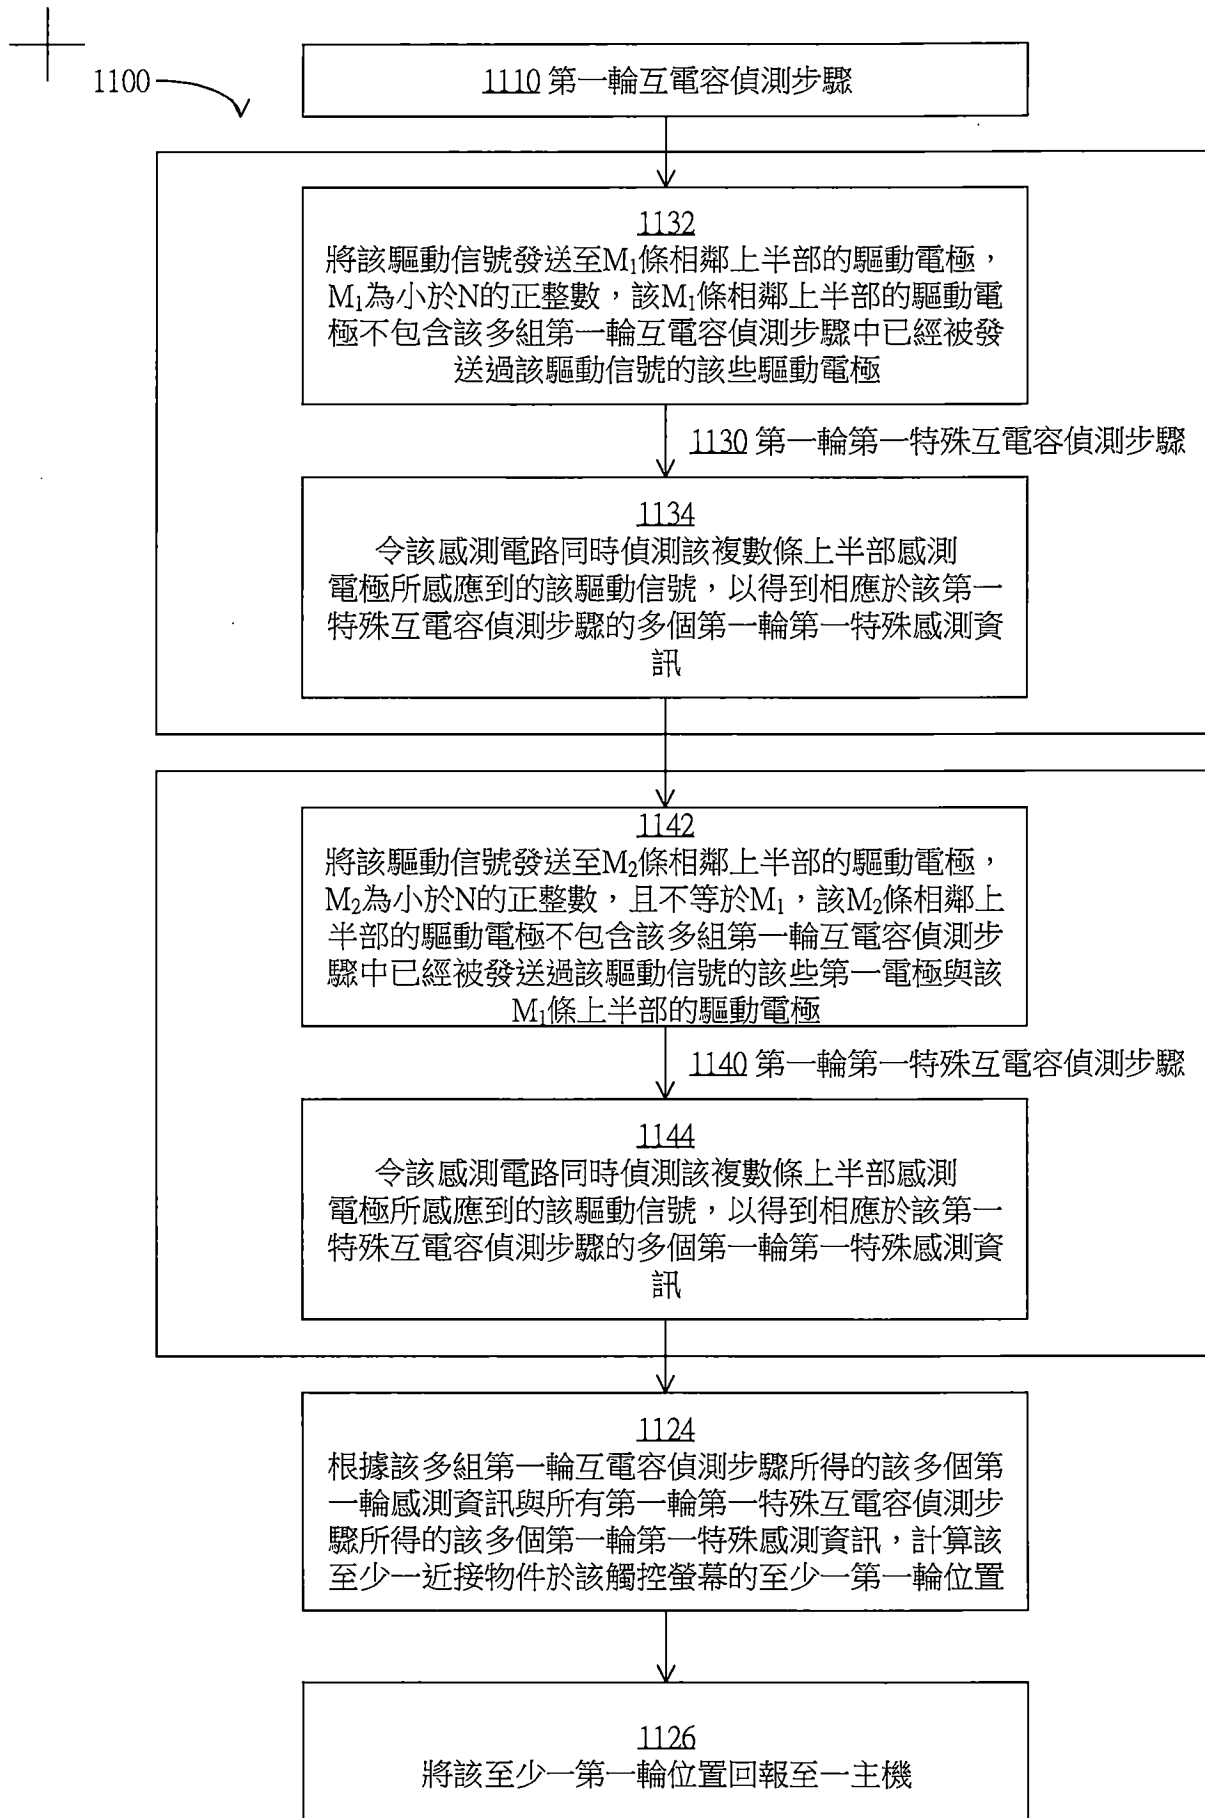 1100
1110 第一輪互電容偵測步驟
1132
將該驅動信號發送至M₁條相鄰上半部的驅動電極，
M₁為小於N的正整數，該M₁條相鄰上半部的驅動電
極不包含該多組第一輪互電容偵測步驟中已經被發
送過該驅動信號的該些驅動電極
1130 第一輪第一特殊互電容偵測步驟
1134
令該感測電路同時偵測該複數條上半部感測
電極所感應到的該驅動信號，以得到相應於該第一
特殊互電容偵測步驟的多個第一輪第一特殊感測資
訊
1142
將該驅動信號發送至M₂條相鄰上半部的驅動電極，
M₂為小於N的正整數，且不等於M₁，該M₂條相鄰上
半部的驅動電極不包含該多組第一輪互電容偵測步
驟中已經被發送過該驅動信號的該些第一電極與該
M₁條上半部的驅動電極
1140 第一輪第一特殊互電容偵測步驟
1144
令該感測電路同時偵測該複數條上半部感測
電極所感應到的該驅動信號，以得到相應於該第一
特殊互電容偵測步驟的多個第一輪第一特殊感測資
訊
1124
根據該多組第一輪互電容偵測步驟所得的該多個第
一輪感測資訊與所有第一輪第一特殊互電容偵測步
驟所得的該多個第一輪第一特殊感測資訊，計算該
至少一近接物件於該觸控螢幕的至少一第一輪位置
1126
將該至少一第一輪位置回報至一主機